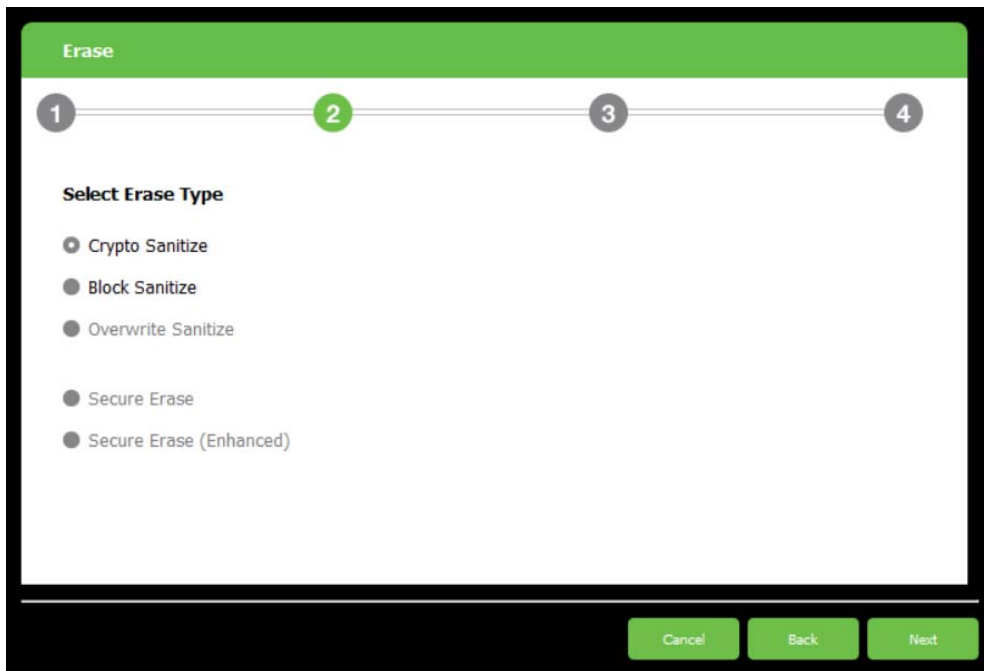 Erase
1 2 3 4
Select Erase Type
Crypto Sanitize
Block Sanitize
Overwrite Sanitize
Secure Erase
Secure Erase (Enhanced)
Cancel Back Next